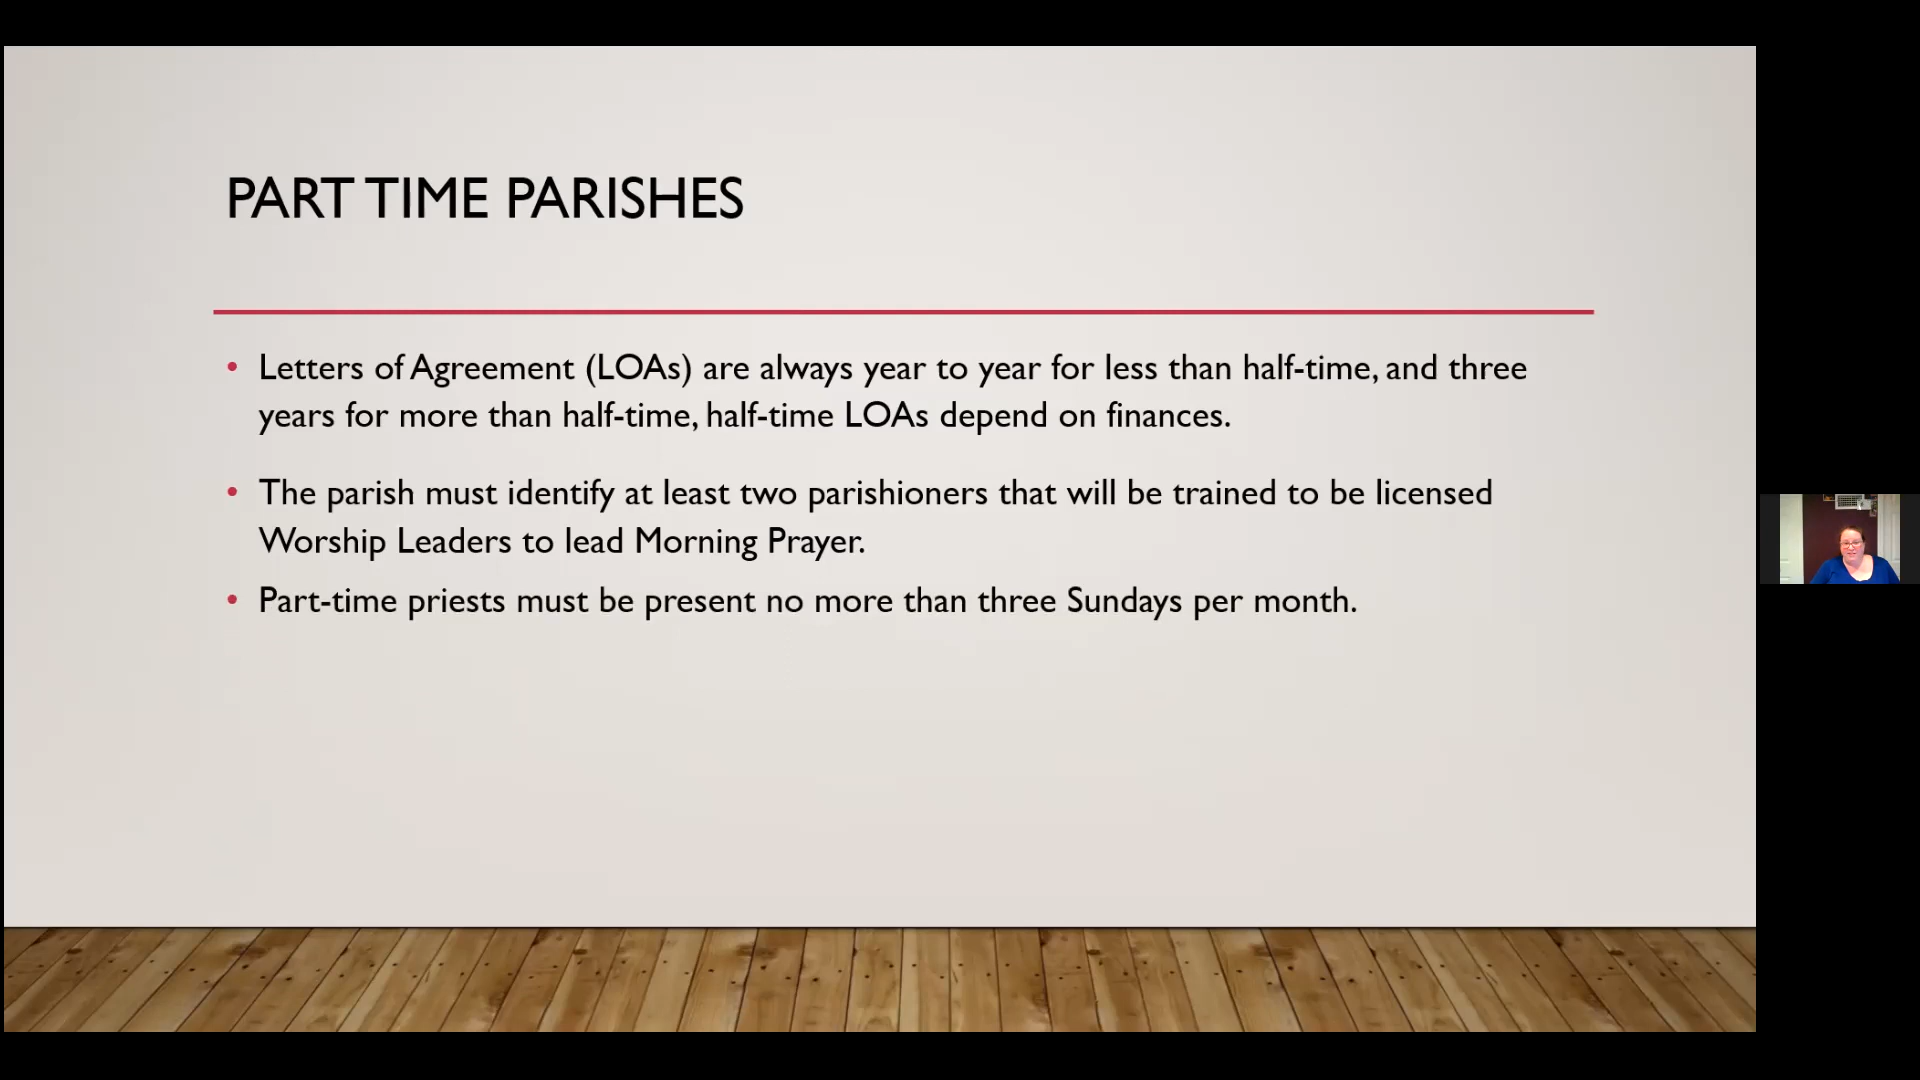 PART TIME PARISHES
• Letters of Agreement (LOAs) are always year to year for less than half-time, and three
years for more than half-time, half-time LOAs depend on finances.
• The parish must identify at least two parishioners that will be trained to be licensed
Worship Leaders to lead Morning Prayer.
• Part-time priests must be present no more than three Sundays per month.